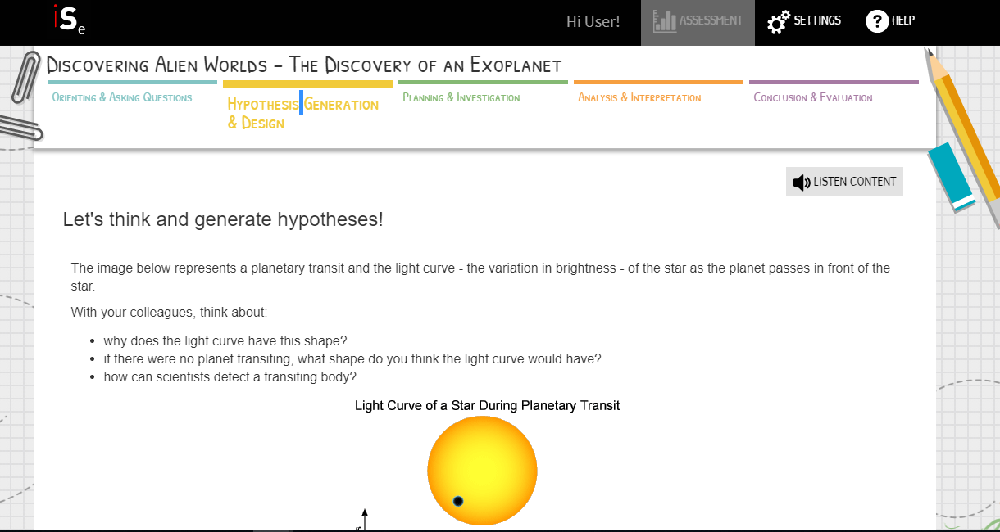 iSe
Hi User!
ASSESSMENT
SETTINGS
? HELP
Discovering Alien Worlds – The Discovery of an Exoplanet
Orienting & Asking Questions
Hypothesis Generation
& Design
Planning & Investigation
Analysis & Interpretation
Conclusion & Evaluation
LISTEN CONTENT
Let's think and generate hypotheses!
The image below represents a planetary transit and the light curve - the variation in brightness - of the star as the planet passes in front of the
star.
With your colleagues, think about:
• why does the light curve have this shape?
• if there were no planet transiting, what shape do you think the light curve would have?
• how can scientists detect a transiting body?
Light Curve of a Star During Planetary Transit